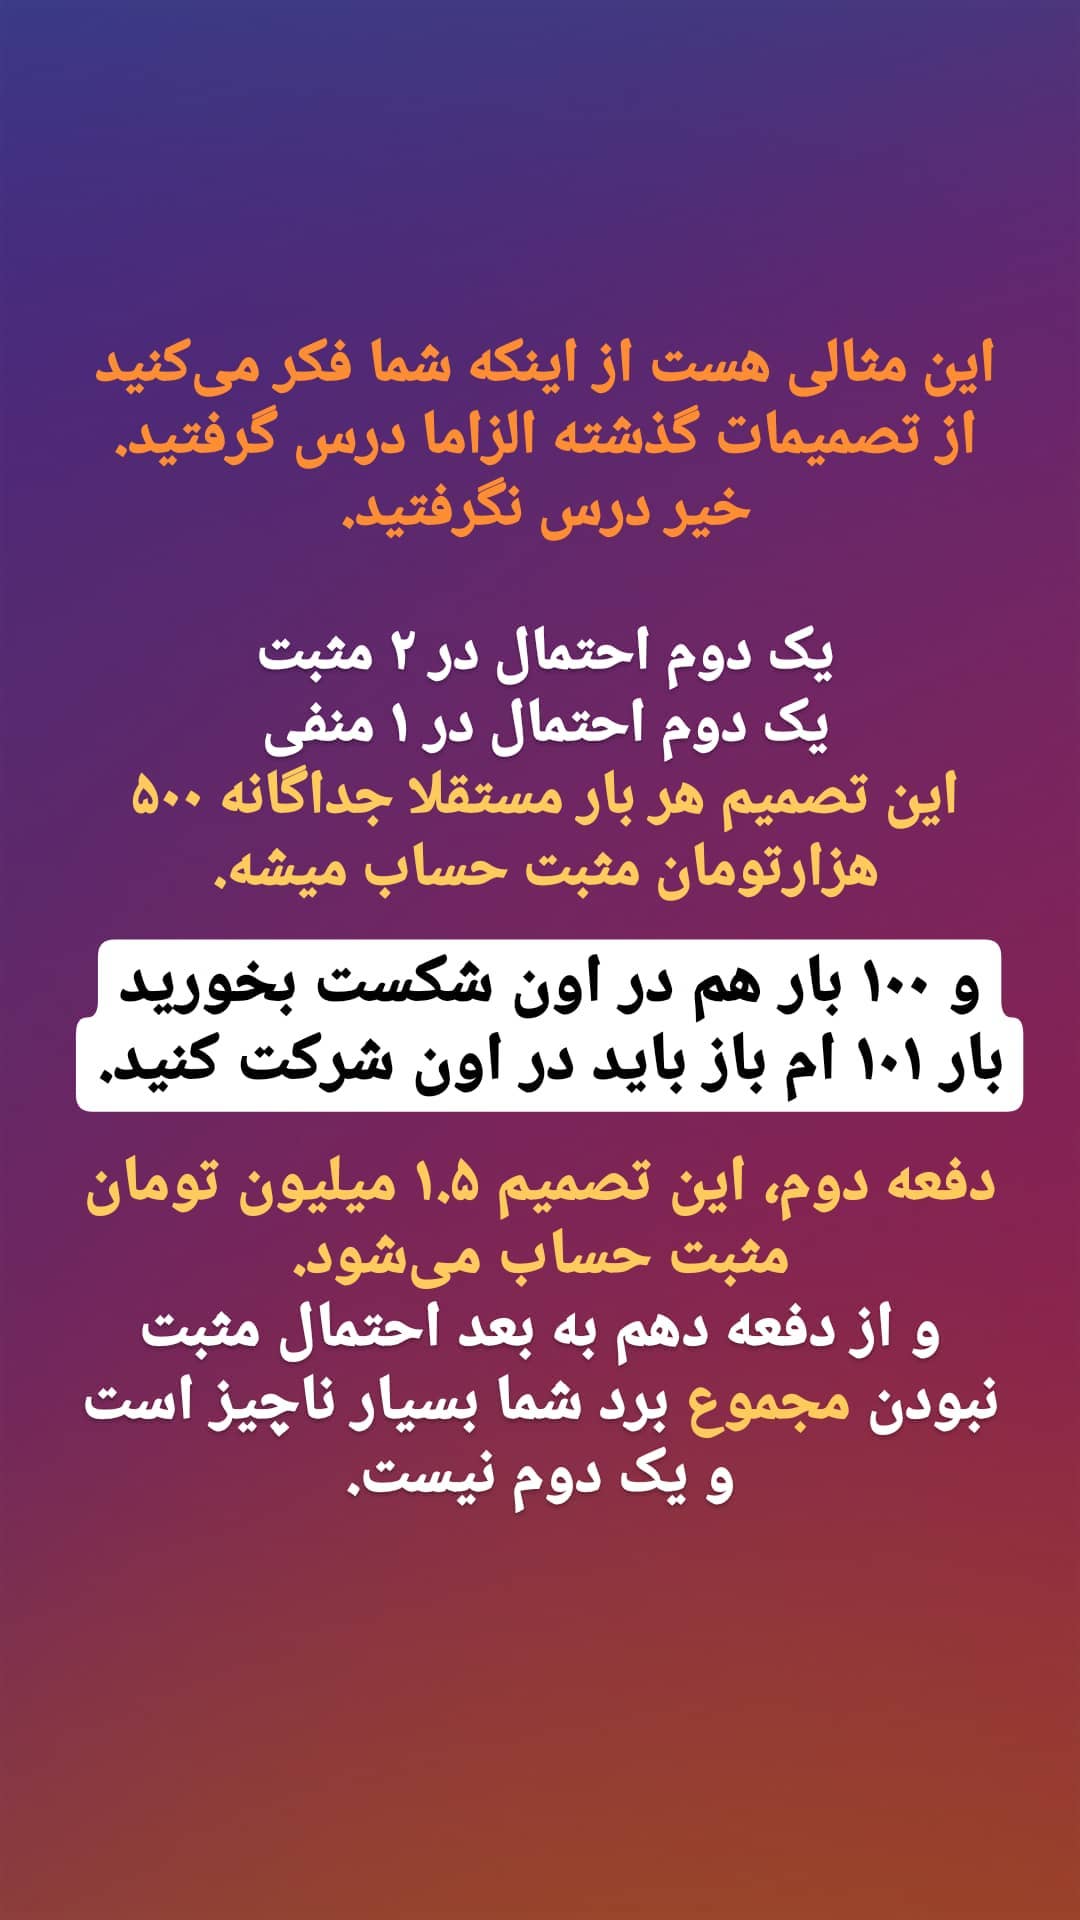 این مثالی هست از اینکه شما فکر می‌کنید
از تصمیمات گذشته الزاما درس گرفتید.
خیر درس نگرفتید.
یک دوم احتمال در ۲ مثبت
یک دوم احتمال در ۱ منفی
این تصمیم هر بار مستقلا جداگانه ۵۰۰
هزارتومان مثبت حساب میشه.
و ۱۰۰ بار هم در اون شکست بخورید
بار ۱۰۱ ام باز باید در اون شرکت کنید.
دفعه دوم، این تصمیم ۱.۵ میلیون تومان
مثبت حساب می‌شود.
و از دفعه دهم به بعد احتمال مثبت
نبودن مجموع برد شما بسیار ناچیز است
و یک دوم نیست.